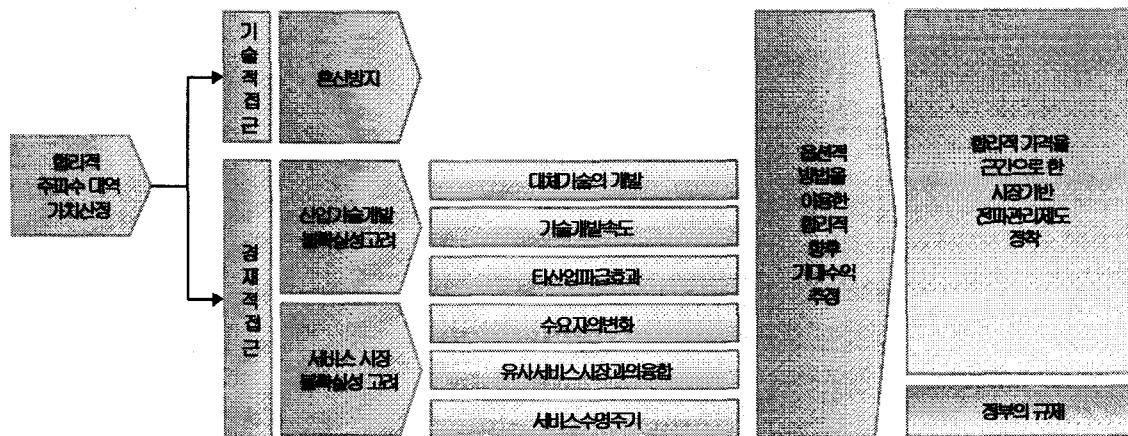 합리적
주파수 대역
가치산정
기
술
적
접
근
혼신방지
경
제
적
접
근
산업기술개발
불확실성고려
대체기술의 개발
기술개발속도
타산업파급효과
서비스 시장
불확실성 고려
수요자의변화
유사서비스시장과의융합
서비스수명주기
옵션적
방법을
이용한
합리적
향후
기대수익
추정
합리적 가격을
근간으로 한
시장기반
전파관리제도
정착
정부의 규제